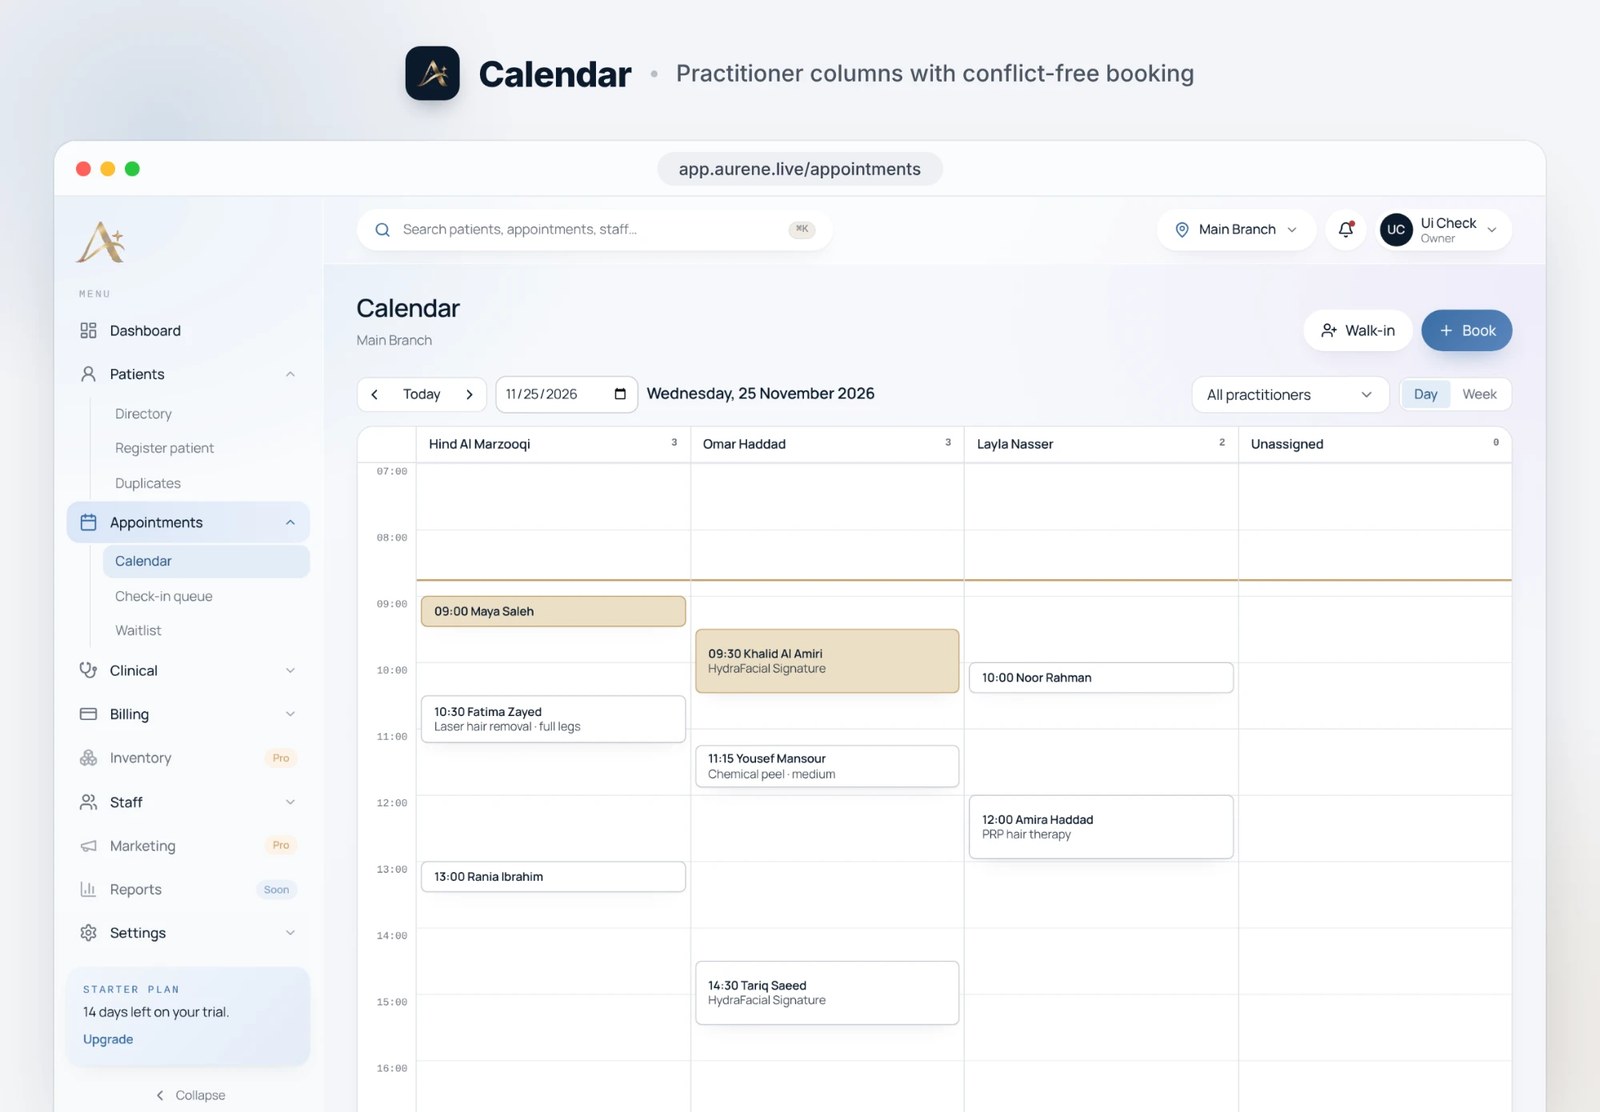 Calendar • Practitioner columns with conflict-free booking
app.aurene.live/appointments
Search patients, appointments, staff... ⌘K
Main Branch
UC
Ui Check
Owner
MENU
Dashboard
Patients
Directory
Register patient
Duplicates
Appointments
Calendar
Check-in queue
Waitlist
Clinical
Billing
Inventory Pro
Staff
Marketing Pro
Reports Soon
Settings
STARTER PLAN
14 days left on your trial.
Upgrade
Collapse
Calendar
Main Branch
Walk-in
+ Book
Today
11/25/2026
Wednesday, 25 November 2026
All practitioners
Day Week
Hind Al Marzooqi 3
Omar Haddad 3
Layla Nasser 2
Unassigned 0
07:00
08:00
09:00
10:00
11:00
12:00
13:00
14:00
15:00
16:00
09:00 Maya Saleh
10:30 Fatima Zayed
Laser hair removal · full legs
13:00 Rania Ibrahim
09:30 Khalid Al Amiri
HydraFacial Signature
11:15 Yousef Mansour
Chemical peel · medium
14:30 Tariq Saeed
HydraFacial Signature
10:00 Noor Rahman
12:00 Amira Haddad
PRP hair therapy